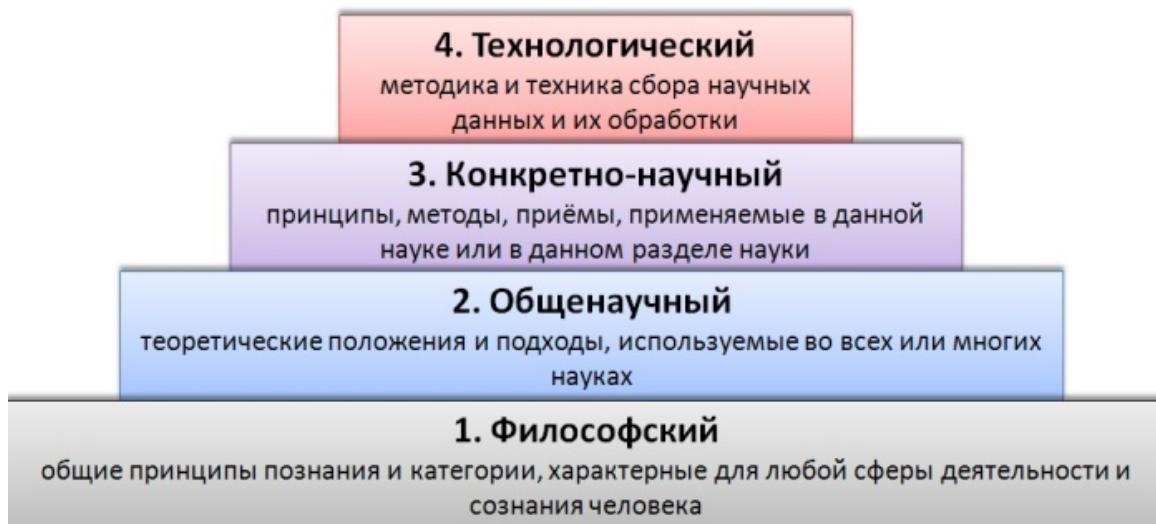 4. Технологический
методика и техника сбора научных
данных и их обработки
3. Конкретно-научный
принципы, методы, приёмы, применяемые в данной
науке или в данном разделе науки
2. Общенаучный
теоретические положения и подходы, используемые во всех или многих
науках
1. Философский
общие принципы познания и категории, характерные для любой сферы деятельности и
сознания человека